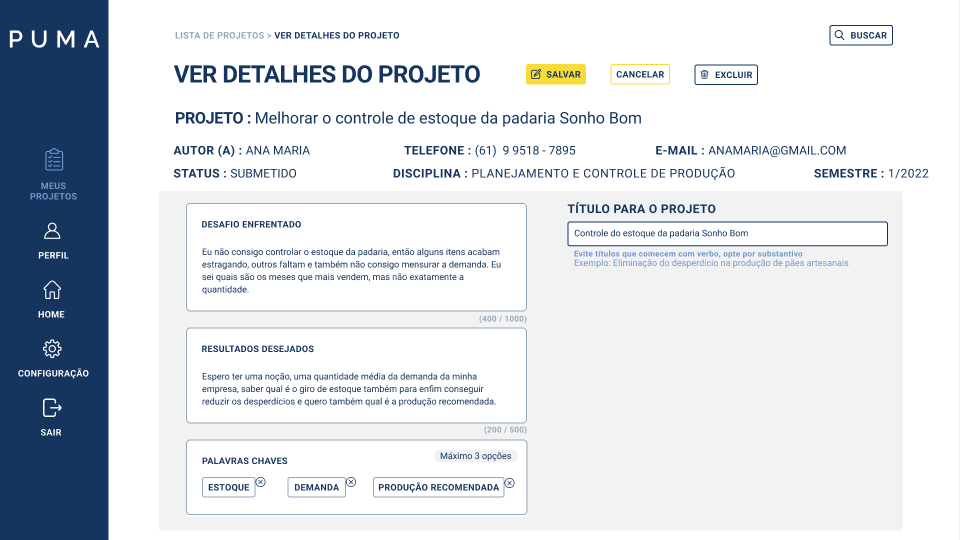 PUMA
MEUS
PROJETOS
PERFIL
HOME
CONFIGURAÇÃO
SAIR
LISTA DE PROJETOS > VER DETALHES DO PROJETO
BUSCAR
VER DETALHES DO PROJETO
SALVAR
CANCELAR
EXCLUIR
PROJETO : Melhorar o controle de estoque da padaria Sonho Bom
AUTOR (A) : ANA MARIA
TELEFONE : (61) 9 9518 - 7895
E-MAIL : ANAMARIA@GMAIL.COM
STATUS : SUBMETIDO
DISCIPLINA : PLANEJAMENTO E CONTROLE DE PRODUÇÃO
SEMESTRE : 1/2022
DESAFIO ENFRENTADO
Eu não consigo controlar o estoque da padaria, então alguns itens acabam
estragando, outros faltam e também não consigo mensurar a demanda. Eu
sei quais são os meses que mais vendem, mas não exatamente a
quantidade.
(400 / 1000)
RESULTADOS DESEJADOS
Espero ter uma noção, uma quantidade média da demanda da minha
empresa, saber qual é o giro de estoque também para enfim conseguir
reduzir os desperdícios e quero também qual é a produção recomendada.
(200 / 500)
PALAVRAS CHAVES
Máximo 3 opções
ESTOQUE
DEMANDA
PRODUÇÃO RECOMENDADA
TÍTULO PARA O PROJETO
Controle do estoque da padaria Sonho Bom
Evite títulos que comecem com verbo, opte por substantivo
Exemplo: Eliminação do desperdício na produção de pães artesanais